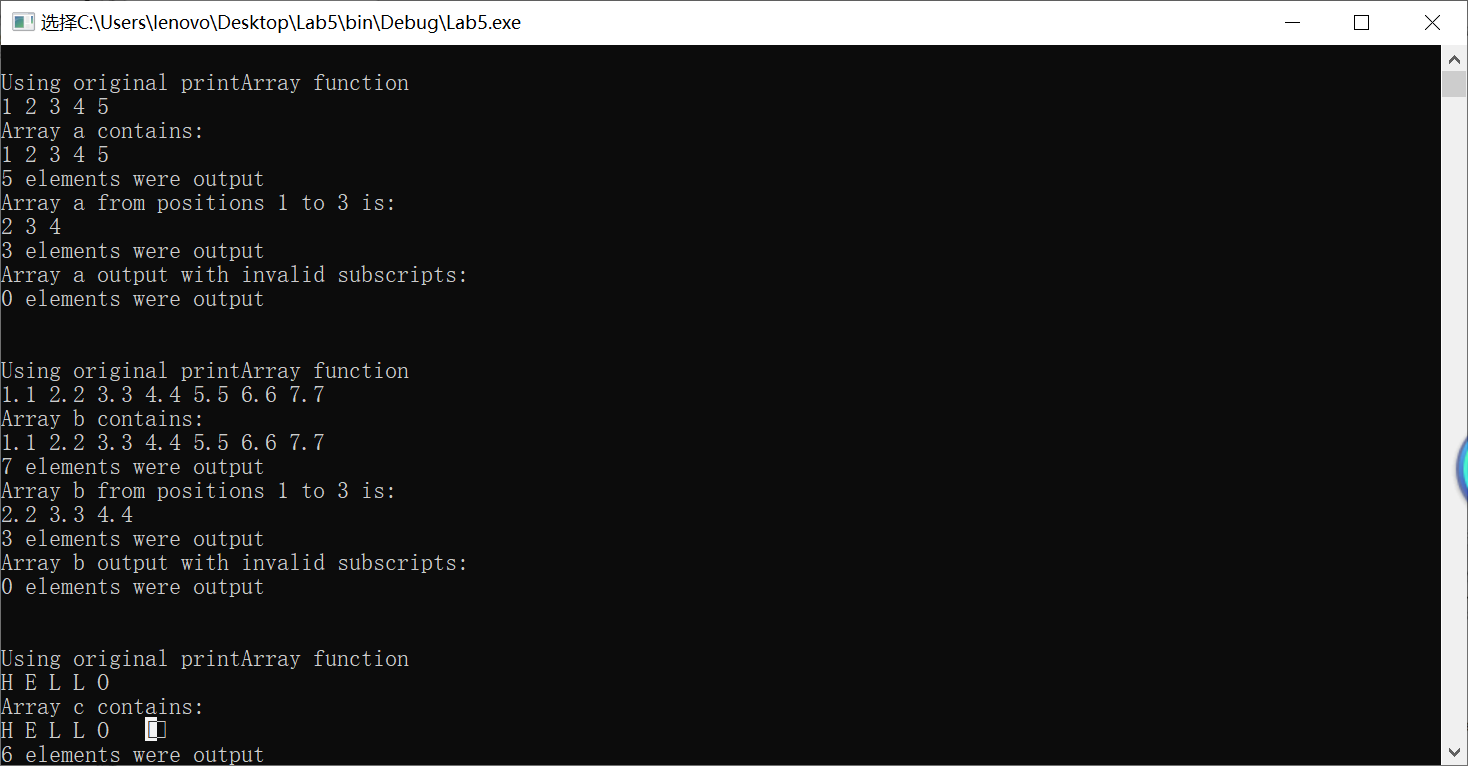 选择C:\Users\lenovo\Desktop\Lab5\bin\Debug\Lab5.exe
Using original printArray function
1 2 3 4 5
Array a contains:
1 2 3 4 5
5 elements were output
Array a from positions 1 to 3 is:
2 3 4
3 elements were output
Array a output with invalid subscripts:
0 elements were output
Using original printArray function
1.1 2.2 3.3 4.4 5.5 6.6 7.7
Array b contains:
1.1 2.2 3.3 4.4 5.5 6.6 7.7
7 elements were output
Array b from positions 1 to 3 is:
2.2 3.3 4.4
3 elements were output
Array b output with invalid subscripts:
0 elements were output
Using original printArray function
H E L L O
Array c contains:
H E L L O
6 elements were output